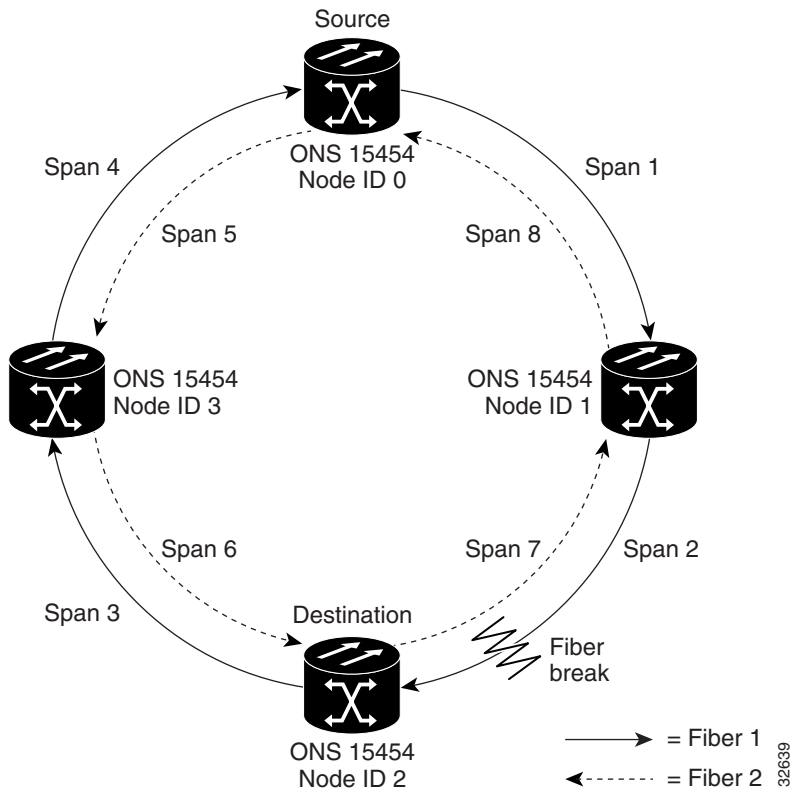 Source
ONS 15454
Node ID 0
Span 4
Span 1
Span 5
Span 8
ONS 15454
Node ID 3
ONS 15454
Node ID 1
Span 6
Span 7
Span 2
Span 3
Destination
Fiber
break
ONS 15454
Node ID 2
= Fiber 1
= Fiber 2
32639